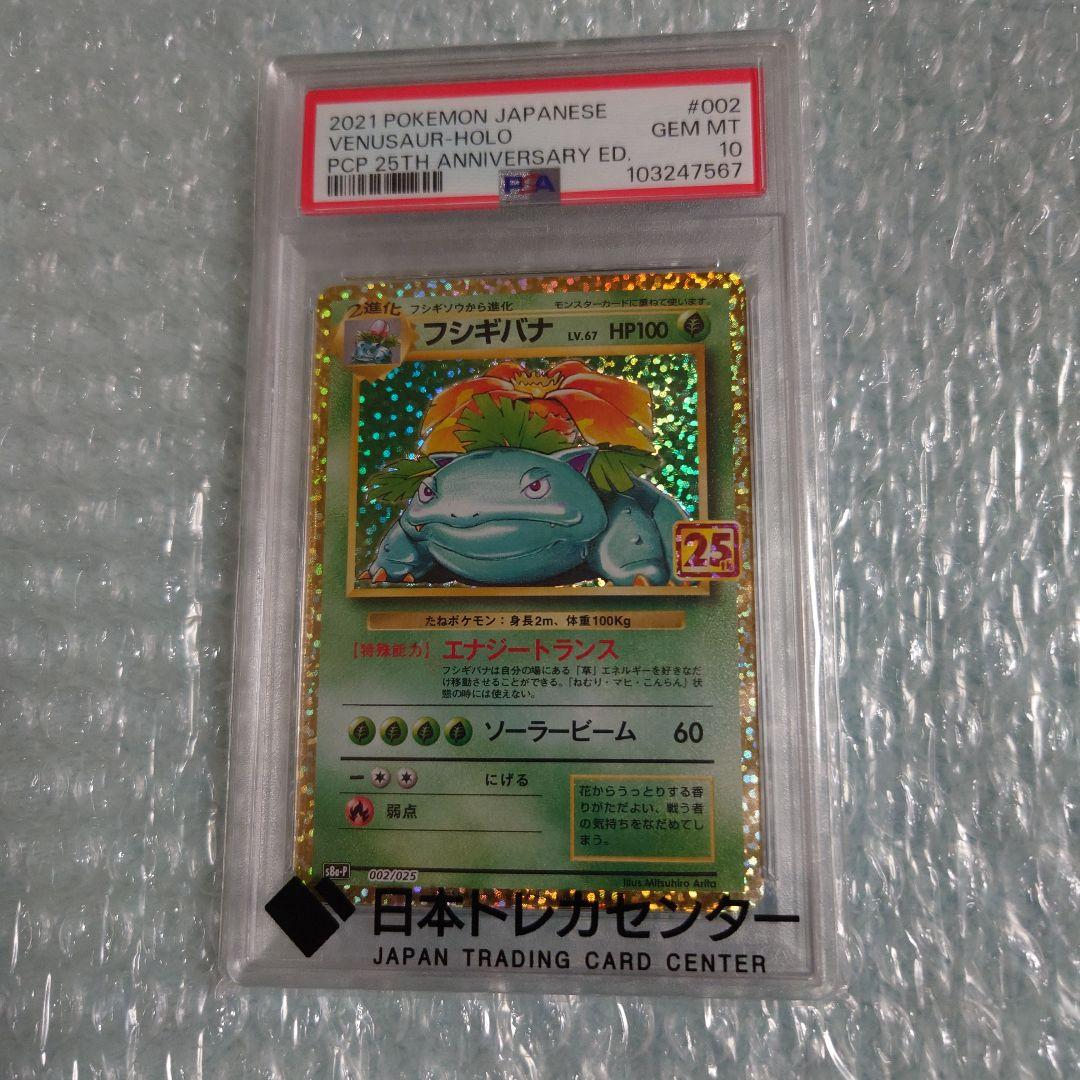 2021 POKEMON JAPANESE #002
VENUSAUR-HOLO GEM MT
PCP 25TH ANNIVERSARY ED. 10
103247567
PSA
2進化 フシギソウから進化 モンスターカードに重ねて使います。
フシギバナ LV.67 HP100
25th
たねポケモン：身長2m、体重100Kg
【特殊能力】エナジートランス
フシギバナは自分の場にある「草」エネルギーを好きなだ
け移動させることができる。「ねむり・マヒ・こんらん」状
態の時には使えない。
ソーラービーム 60
ー にげる
弱点
花からうっとりする香
りがただよい、戦う者
の気持ちをなだめてし
まう。
s8a-P 002/025
Illus. Mitsuhiro Arita
日本トレカセンター
JAPAN TRADING CARD CENTER